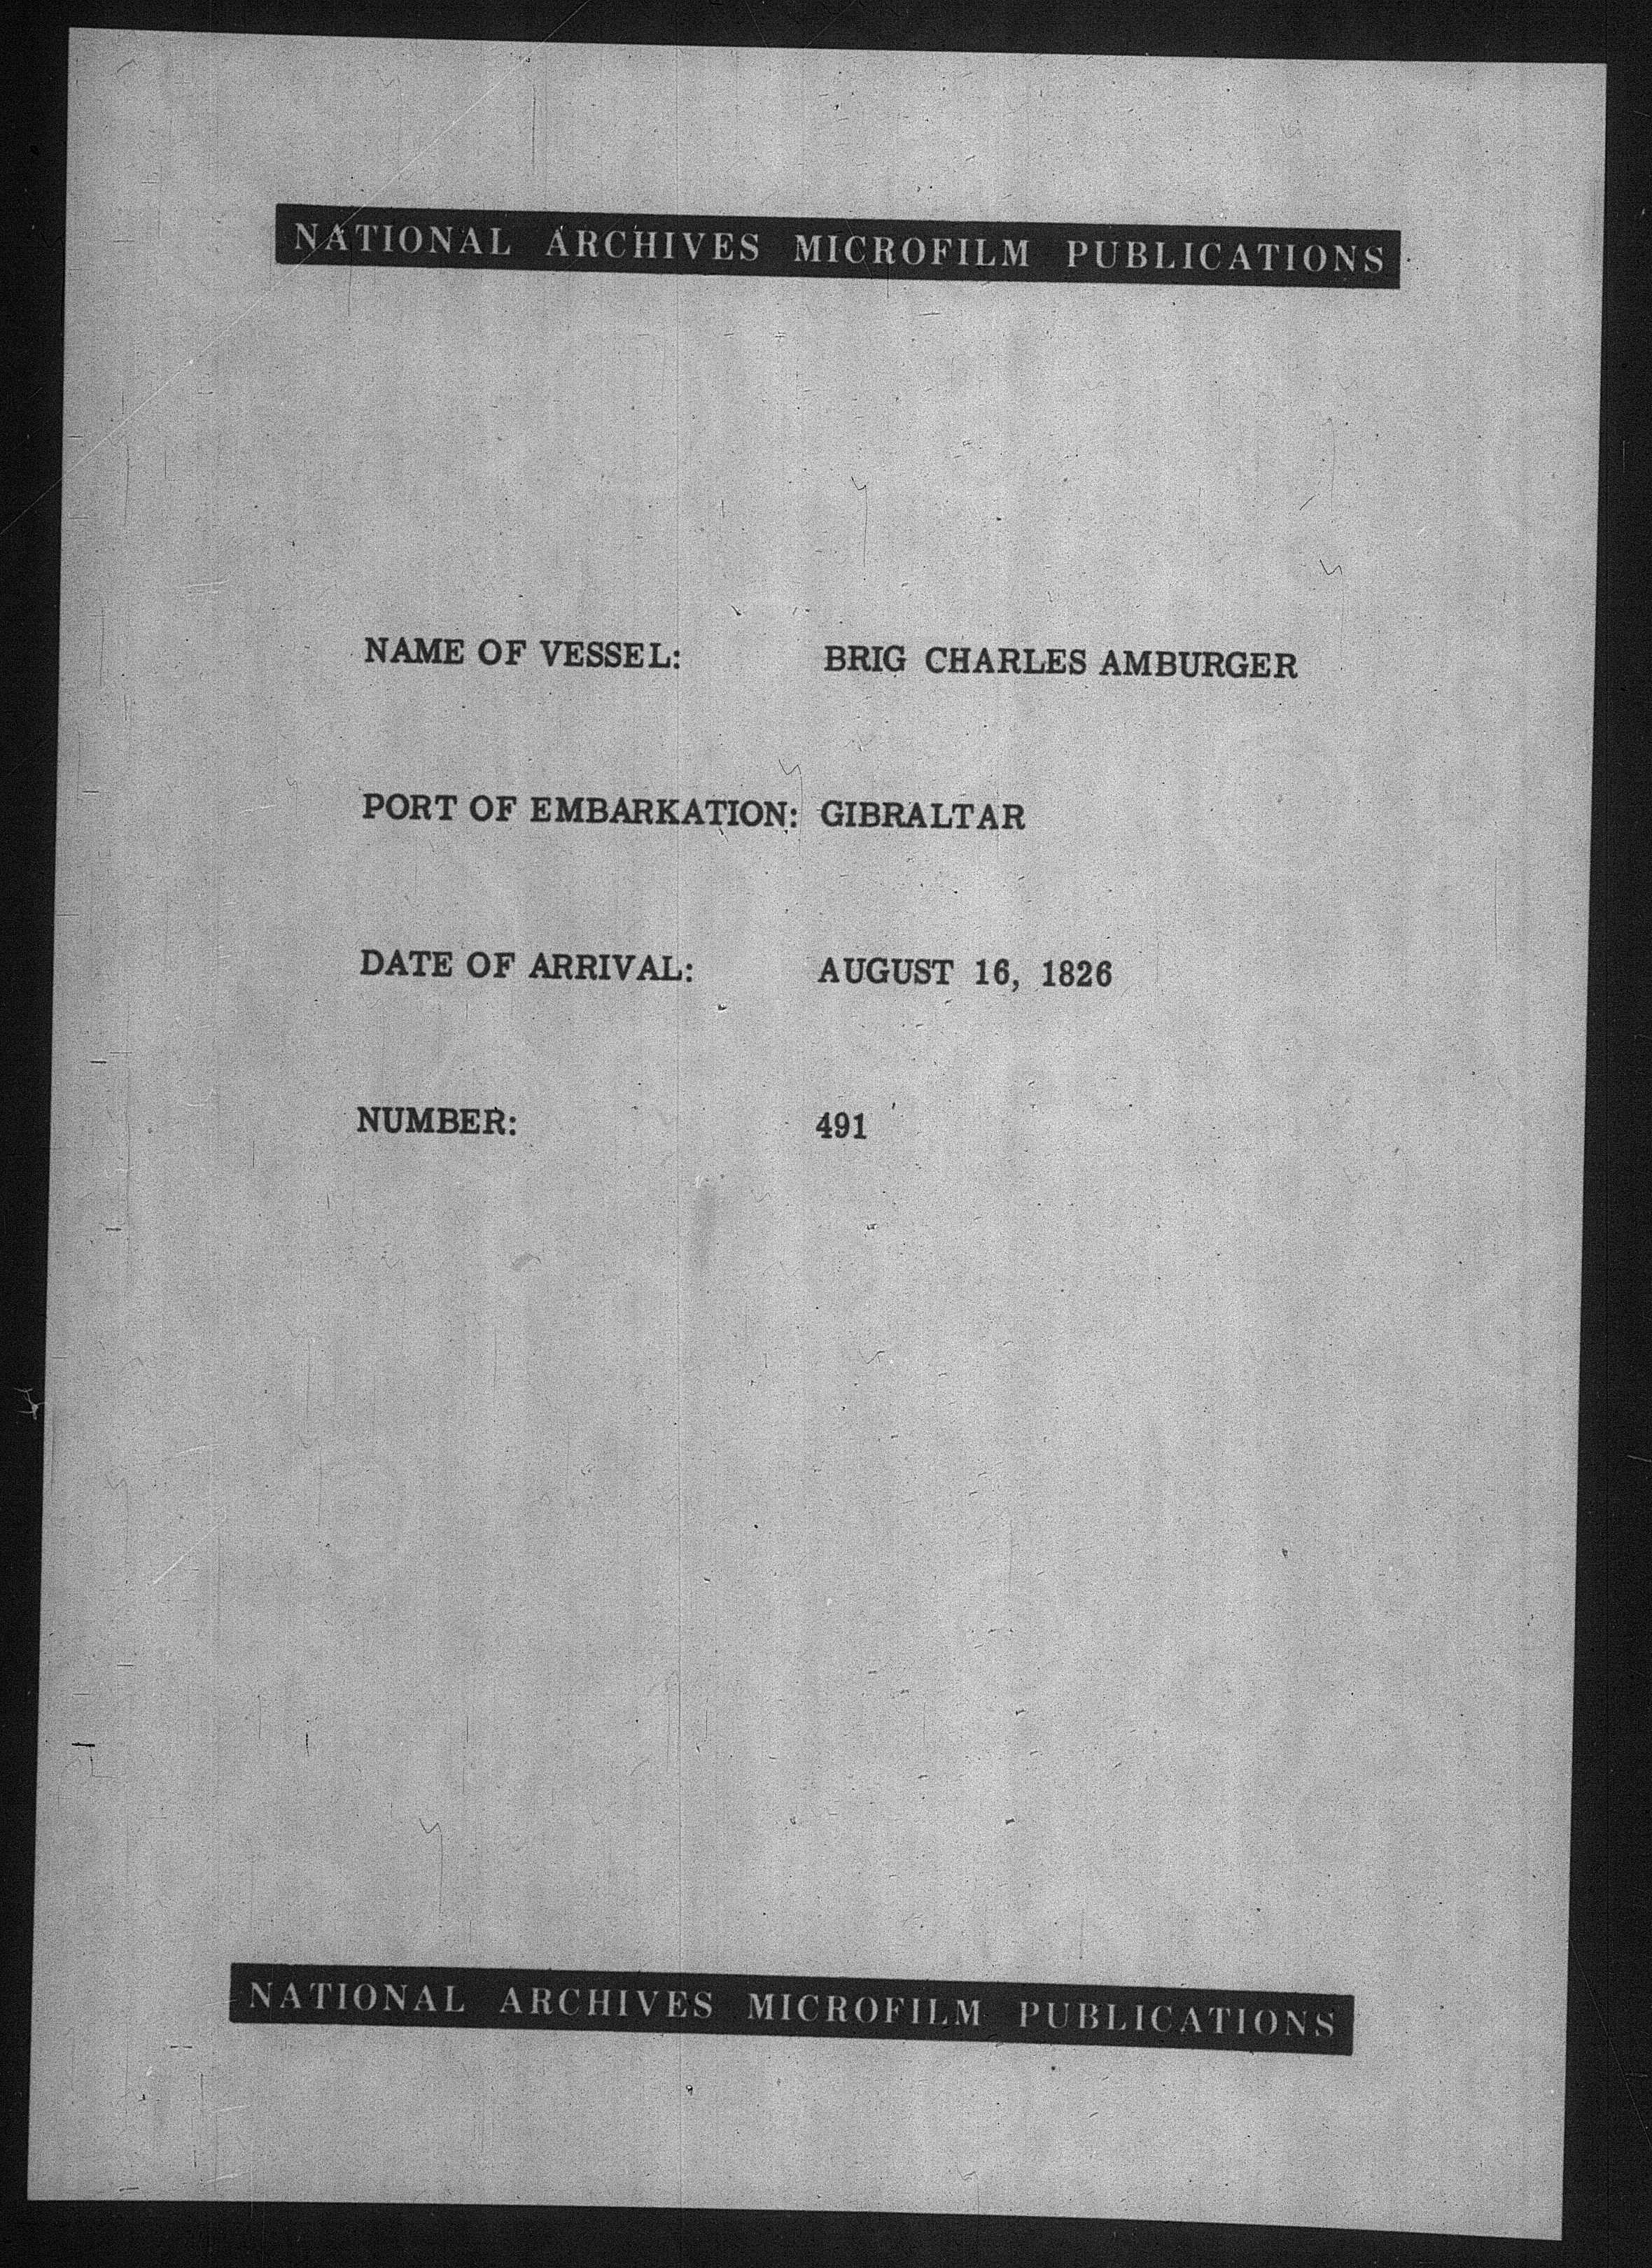 NATIONAL ARCHIVES MICROFILM PUBLICATIONS
NAME OF VESSEL: BRIG CHARLES AMBURGER
PORT OF EMBARKATION: GIBRALTAR
DATE OF ARRIVAL: AUGUST 16, 1826
NUMBER: 491
NATIONAL ARCHIVES MICROFILM PUBLICATIONS